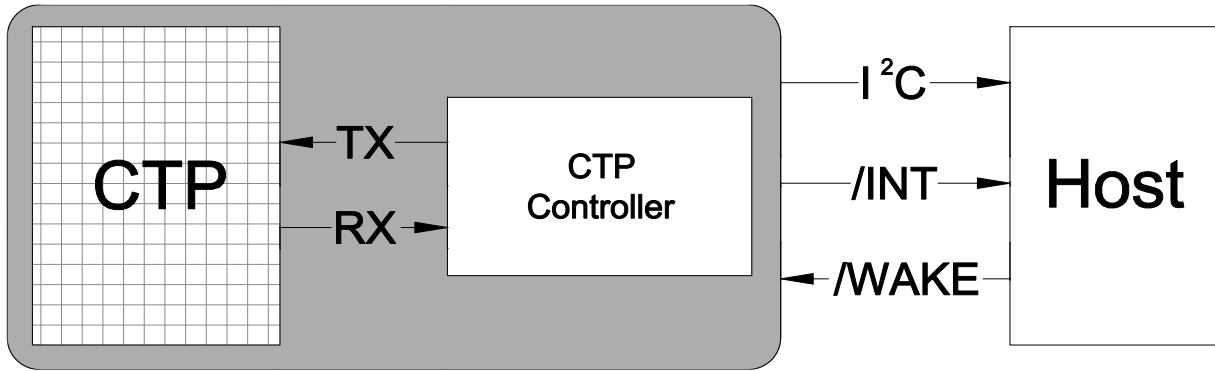 CTP
TX
RX
CTP
Controller
I²C
/INT
/WAKE
Host